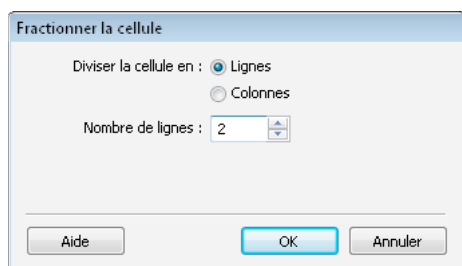 Fractionner la cellule
Diviser la cellule en : Lignes
Colonnes
Nombre de lignes : 2
Aide OK Annuler